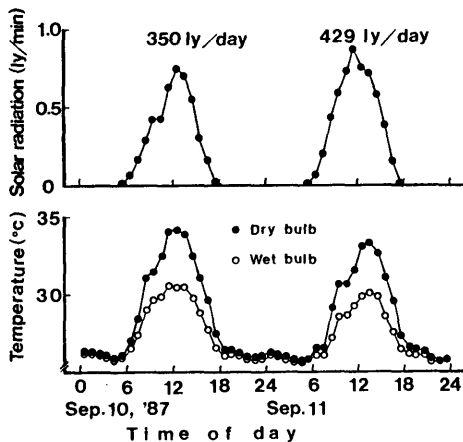 350 ly/day 429 ly/day
Solar radiation (ly/min)
1.0
0.5
0
Temperature (°C)
35
30
Dry bulb
Wet bulb
0 6 12 18 24 6 12 18 24
Sep.10, '87 Sep.11
Time of day